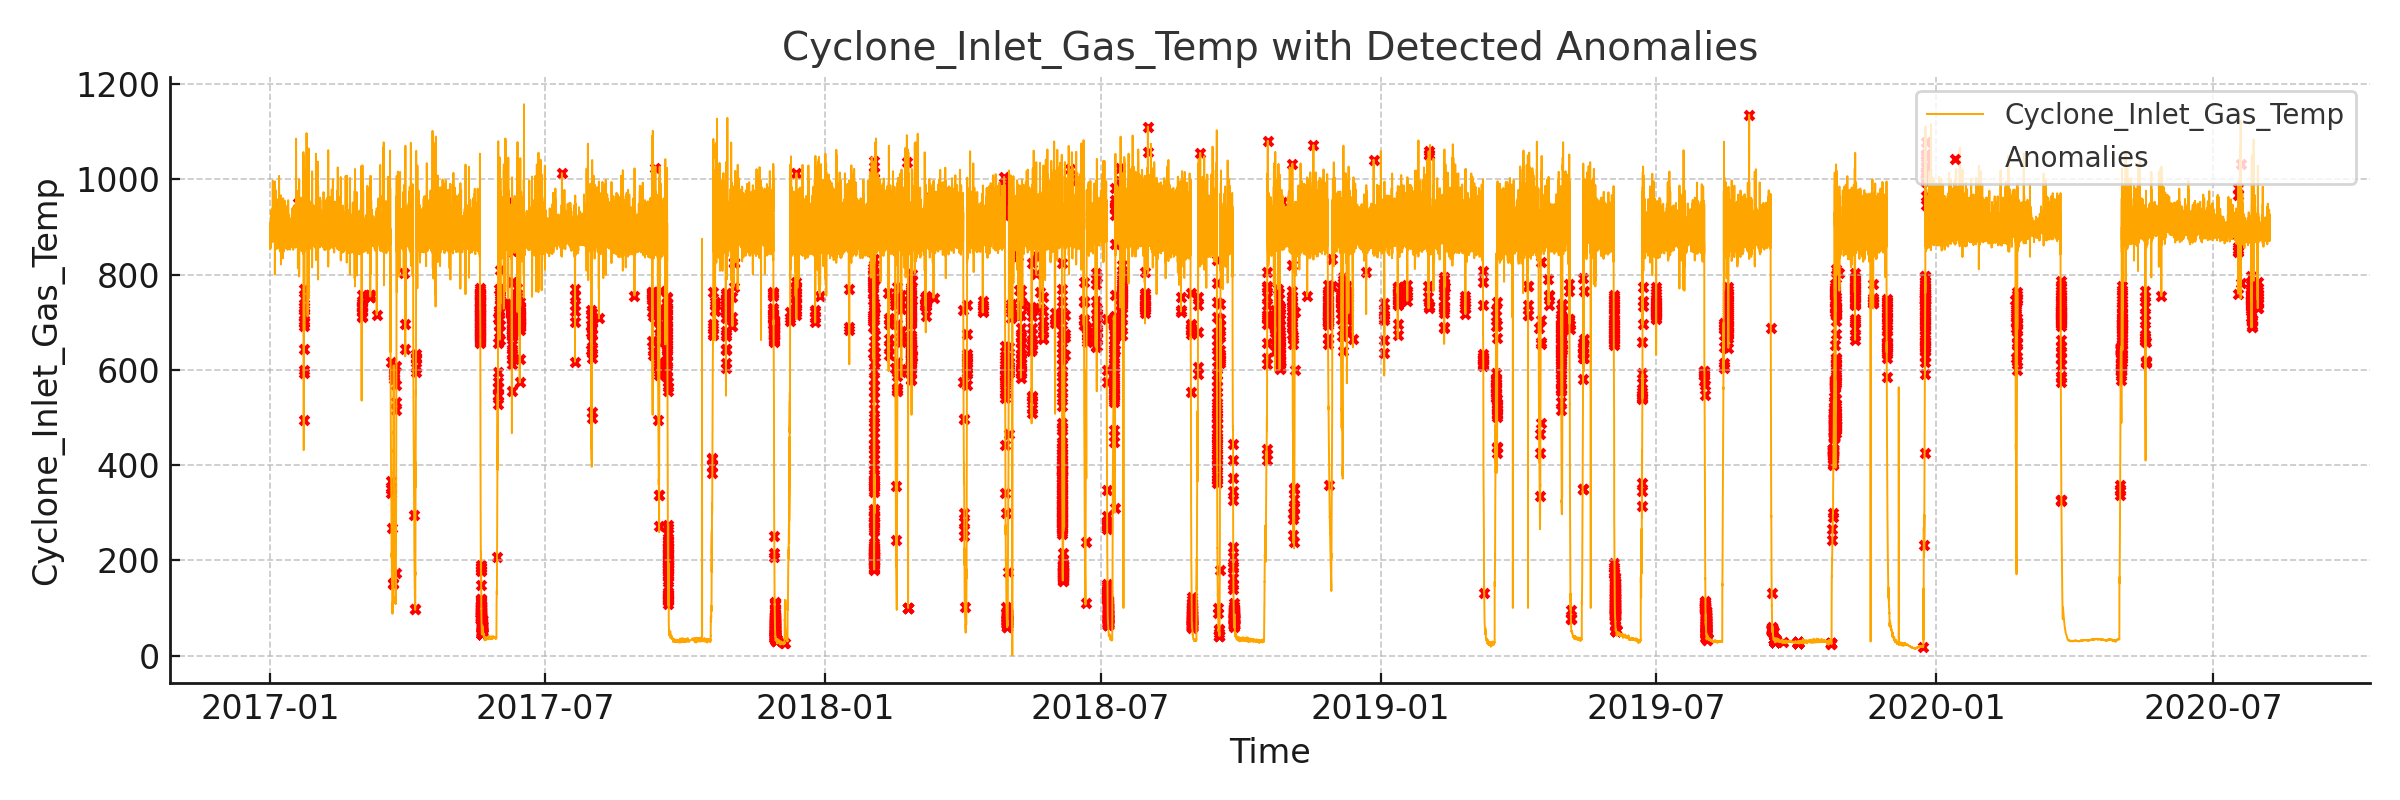 Cyclone_Inlet_Gas_Temp with Detected Anomalies
Cyclone_Inlet_Gas_Temp
Anomalies
Cyclone_Inlet_Gas_Temp
1200
1000
800
600
400
200
0
2017-01 2017-07 2018-01 2018-07 2019-01 2019-07 2020-01 2020-07
Time